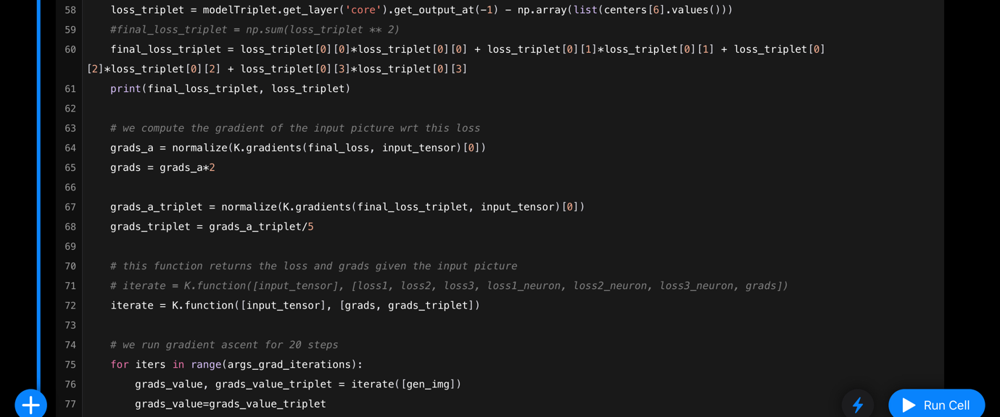 58 loss_triplet = modelTriplet.get_layer('core').get_output_at(-1) - np.array(list(centers[6].values()))
59 #final_loss_triplet = np.sum(loss_triplet ** 2)
60 final_loss_triplet = loss_triplet[0][0]*loss_triplet[0][0] + loss_triplet[0][1]*loss_triplet[0][1] + loss_triplet[0]
[2]*loss_triplet[0][2] + loss_triplet[0][3]*loss_triplet[0][3]
61 print(final_loss_triplet, loss_triplet)
62
63 # we compute the gradient of the input picture wrt this loss
64 grads_a = normalize(K.gradients(final_loss, input_tensor)[0])
65 grads = grads_a*2
66
67 grads_a_triplet = normalize(K.gradients(final_loss_triplet, input_tensor)[0])
68 grads_triplet = grads_a_triplet/5
69
70 # this function returns the loss and grads given the input picture
71 # iterate = K.function([input_tensor], [loss1, loss2, loss3, loss1_neuron, loss2_neuron, loss3_neuron, grads])
72 iterate = K.function([input_tensor], [grads, grads_triplet])
73
74 # we run gradient ascent for 20 steps
75 for iters in range(args_grad_iterations):
76 grads_value, grads_value_triplet = iterate([gen_img])
77 grads_value=grads_value_triplet
Run Cell